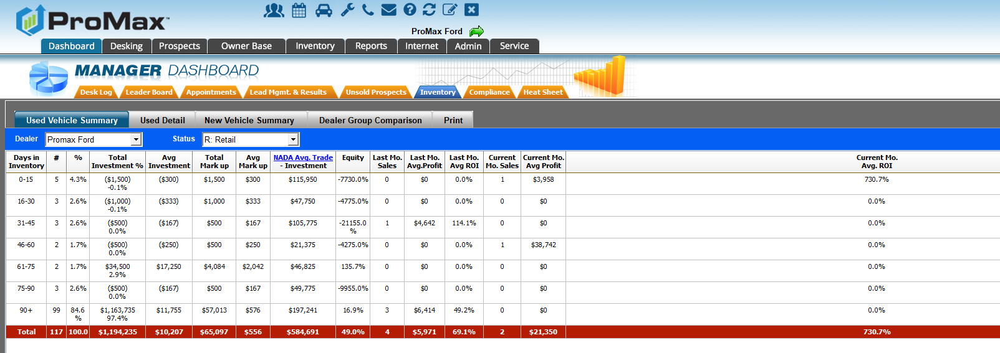 ProMax™
ProMax Ford
Dashboard Desking Prospects Owner Base Inventory Reports Internet Admin Service
MANAGER DASHBOARD
Desk Log Leader Board Appointments Lead Mgmt. & Results Unsold Prospects Inventory Compliance Heat Sheet
Used Vehicle Summary Used Detail New Vehicle Summary Dealer Group Comparison Print
Dealer Promax Ford Status R: Retail
Days in # % Total Avg Total Avg NADA Avg. Trade Equity Last Mo. Last Mo. Last Mo. Current Current Mo. Current Mo.
Inventory Investment % Investment Mark up Mark up - Investment Sales Avg.Profit Avg ROI Mo. Sales Avg Profit Avg. ROI
0-15 5 4.3% ($1,500) ($300) $1,500 $300 $115,950 -7730.0% 0 $0 0.0% 1 $3,958 730.7%
-0.1%
16-30 3 2.6% ($1,000) ($333) $1,000 $333 $47,750 -4775.0% 0 $0 0.0% 0 $0 0.0%
-0.1%
31-45 3 2.6% ($500) ($167) $500 $167 $105,775 -21155.0 1 $4,642 114.1% 0 $0 0.0%
0.0% %
46-60 2 1.7% ($500) ($250) $500 $250 $21,375 -4275.0% 0 $0 0.0% 1 $38,742 0.0%
0.0%
61-75 2 1.7% $34,500 $17,250 $4,084 $2,042 $46,825 135.7% 0 $0 0.0% 0 $0 0.0%
2.9%
75-90 3 2.6% ($500) ($167) $500 $167 $49,775 -9955.0% 0 $0 0.0% 0 $0 0.0%
0.0%
90+ 99 84.6 $1,163,735 $11,755 $57,013 $576 $197,241 16.9% 3 $6,414 49.2% 0 $0 0.0%
% 97.4%
Total 117 100.0 $1,194,235 $10,207 $65,097 $556 $584,691 49.0% 4 $5,971 69.1% 2 $21,350 730.7%